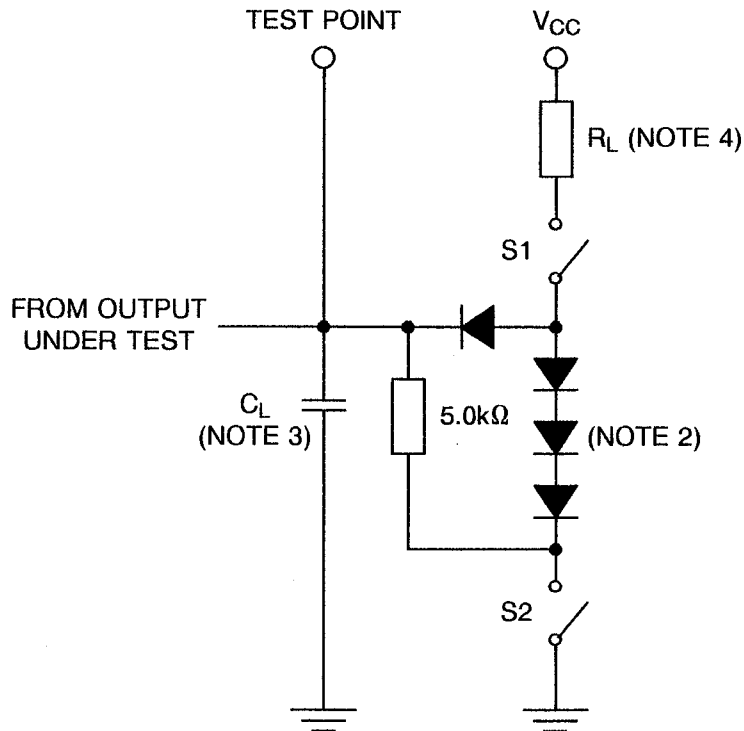 TEST POINT
VCC
RL (NOTE 4)
S1
FROM OUTPUT
UNDER TEST
CL
(NOTE 3)
5.0kΩ
(NOTE 2)
S2